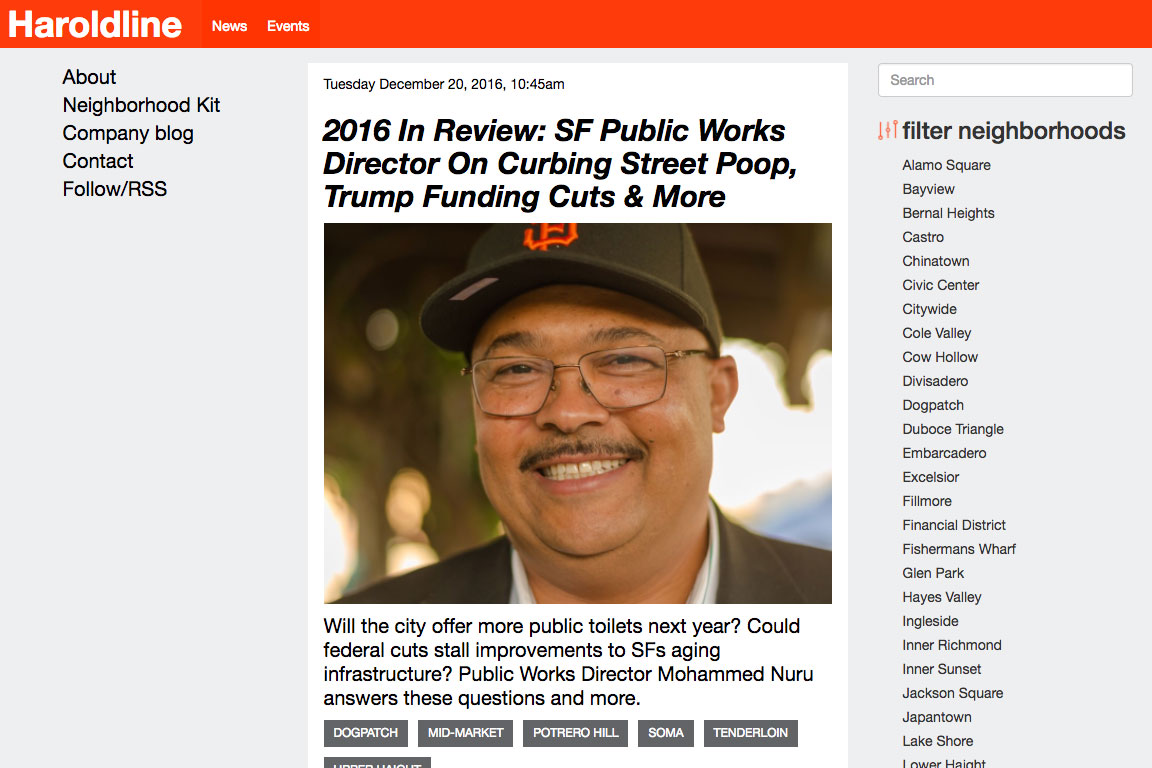 Haroldline
News
Events
About
Neighborhood Kit
Company blog
Contact
Follow/RSS
Tuesday December 20, 2016, 10:45am
2016 In Review: SF Public Works
Director On Curbing Street Poop,
Trump Funding Cuts & More
Will the city offer more public toilets next year? Could
federal cuts stall improvements to SFs aging
infrastructure? Public Works Director Mohammed Nuru
answers these questions and more.
DOGPATCH
MID-MARKET
POTRERO HILL
SOMA
TENDERLOIN
UPPER HAIGHT
Search
filter neighborhoods
Alamo Square
Bayview
Bernal Heights
Castro
Chinatown
Civic Center
Citywide
Cole Valley
Cow Hollow
Divisadero
Dogpatch
Duboce Triangle
Embarcadero
Excelsior
Fillmore
Financial District
Fishermans Wharf
Glen Park
Hayes Valley
Ingleside
Inner Richmond
Inner Sunset
Jackson Square
Japantown
Lake Shore
Lower Haight